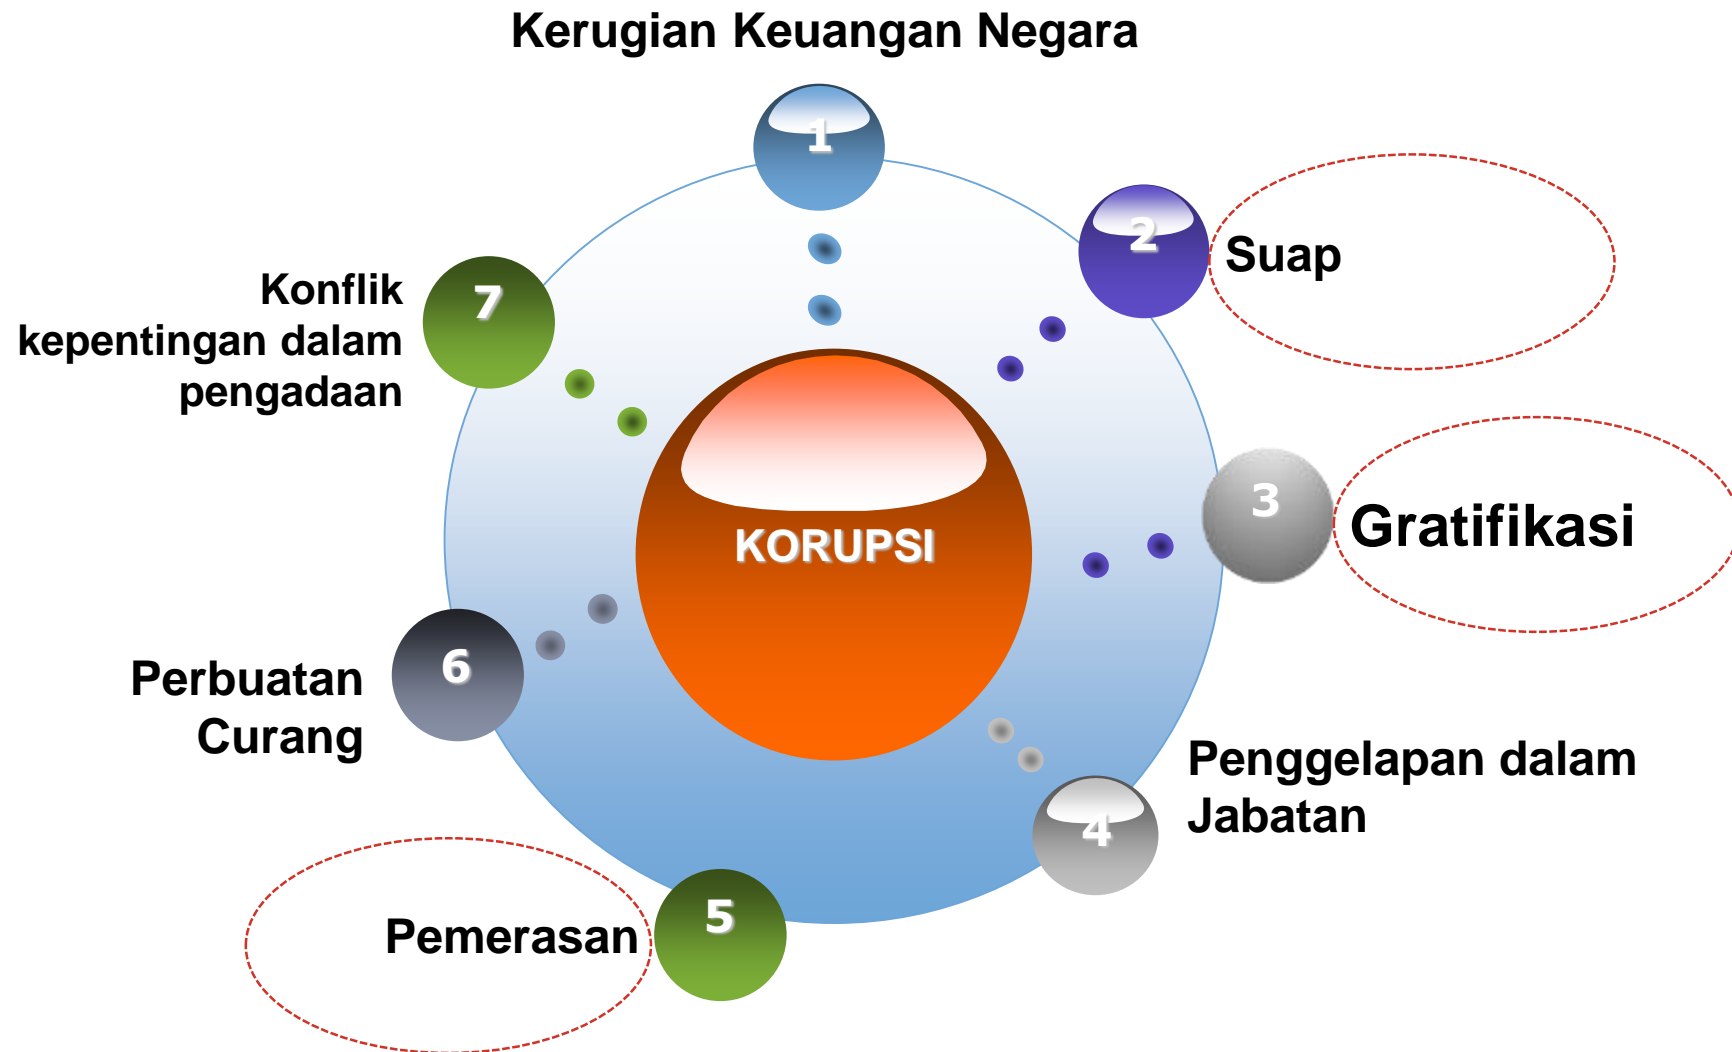 Kerugian Keuangan Negara
1
2
Suap
3
Gratifikasi
4
Penggelapan dalam
Jabatan
5
Pemerasan
6
Perbuatan
Curang
7
Konflik
kepentingan dalam
pengadaan
KORUPSI